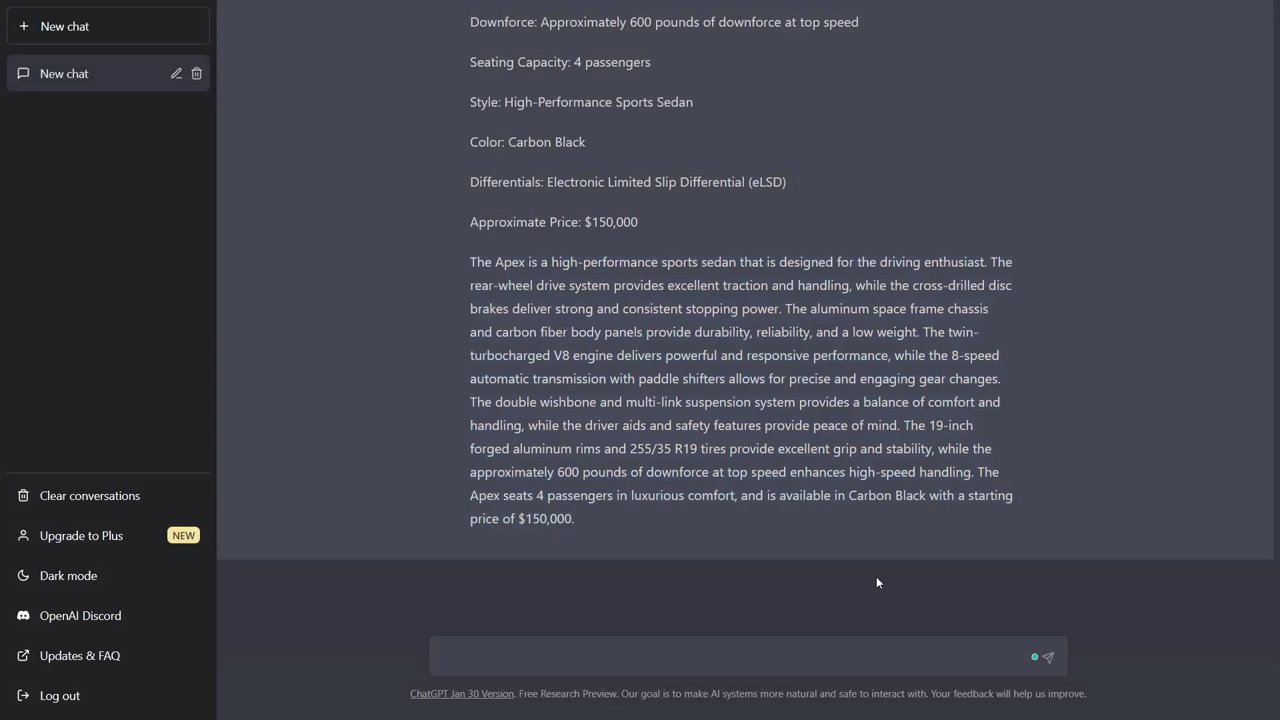 New chat
New chat
Clear conversations
Upgrade to Plus NEW
Dark mode
OpenAI Discord
Updates & FAQ
Log out
Downforce: Approximately 600 pounds of downforce at top speed
Seating Capacity: 4 passengers
Style: High-Performance Sports Sedan
Color: Carbon Black
Differentials: Electronic Limited Slip Differential (eLSD)
Approximate Price: $150,000
The Apex is a high-performance sports sedan that is designed for the driving enthusiast. The
rear-wheel drive system provides excellent traction and handling, while the cross-drilled disc
brakes deliver strong and consistent stopping power. The aluminum space frame chassis
and carbon fiber body panels provide durability, reliability, and a low weight. The twin-
turbocharged V8 engine delivers powerful and responsive performance, while the 8-speed
automatic transmission with paddle shifters allows for precise and engaging gear changes.
The double wishbone and multi-link suspension system provides a balance of comfort and
handling, while the driver aids and safety features provide peace of mind. The 19-inch
forged aluminum rims and 255/35 R19 tires provide excellent grip and stability, while the
approximately 600 pounds of downforce at top speed enhances high-speed handling. The
Apex seats 4 passengers in luxurious comfort, and is available in Carbon Black with a starting
price of $150,000.
ChatGPT Jan 30 Version. Free Research Preview. Our goal is to make AI systems more natural and safe to interact with. Your feedback will help us improve.